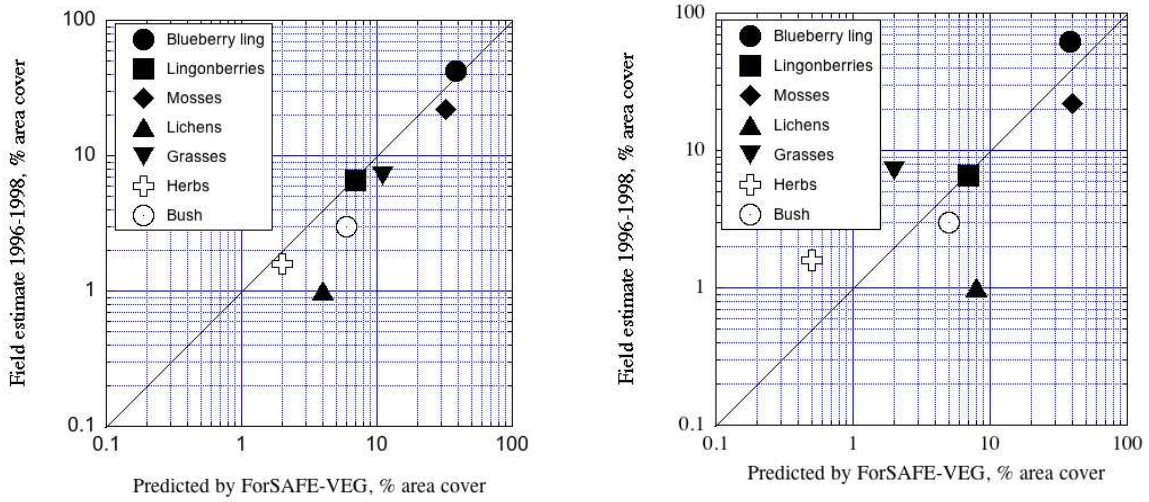 100
Blueberry ling
Lingonberries
Mosses
Lichens
Grasses
Herbs
Bush
10
1
0.1
0.1
1
10
100
Field estimate 1996-1998, % area cover
Predicted by ForSAFE-VEG, % area cover
100
Blueberry ling
Lingonberries
Mosses
Lichens
Grasses
Herbs
Bush
10
1
0.1
0.1
1
10
100
Field estimate 1996-1998, % area cover
Predicted by ForSAFE-VEG, % area cover